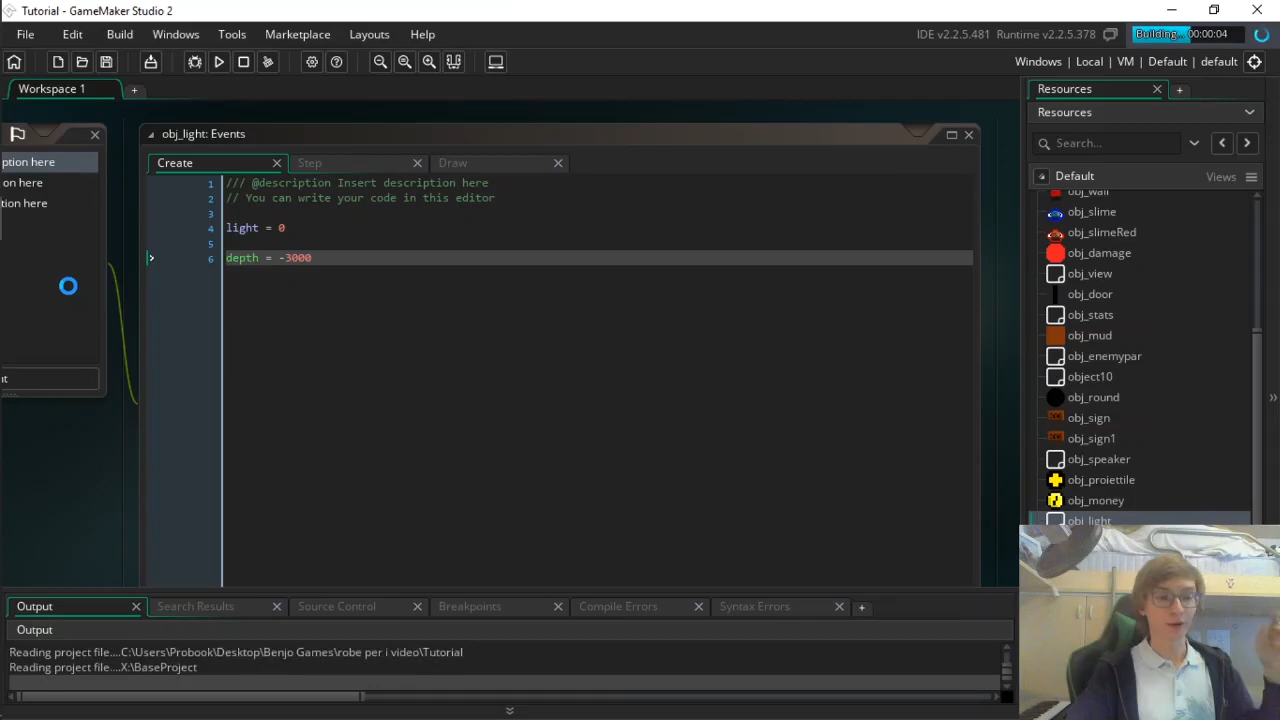 Tutorial - GameMaker Studio 2
File Edit Build Windows Tools Marketplace Layouts Help
IDE v2.2.5.481 Runtime v2.2.5.378
Building... 00:00:04
Windows | Local | VM | Default | default
Workspace 1
Resources
Resources
Search...
Default Views
obj_wall
obj_slime
obj_slimeRed
obj_damage
obj_view
obj_door
obj_stats
obj_mud
obj_enemypar
object10
obj_round
obj_sign
obj_sign1
obj_speaker
obj_proiettile
obj_money
obj_light
ption here
on here
tion here
nt
obj_light: Events
Create Step Draw
1 /// @description Insert description here
2 // You can write your code in this editor
3
4 light = 0
5
6 depth = -3000
Output Search Results Source Control Breakpoints Compile Errors Syntax Errors
Output
Reading project file....C:\Users\Probook\Desktop\Benjo Games\robe per i video\Tutorial
Reading project file....X:\BaseProject